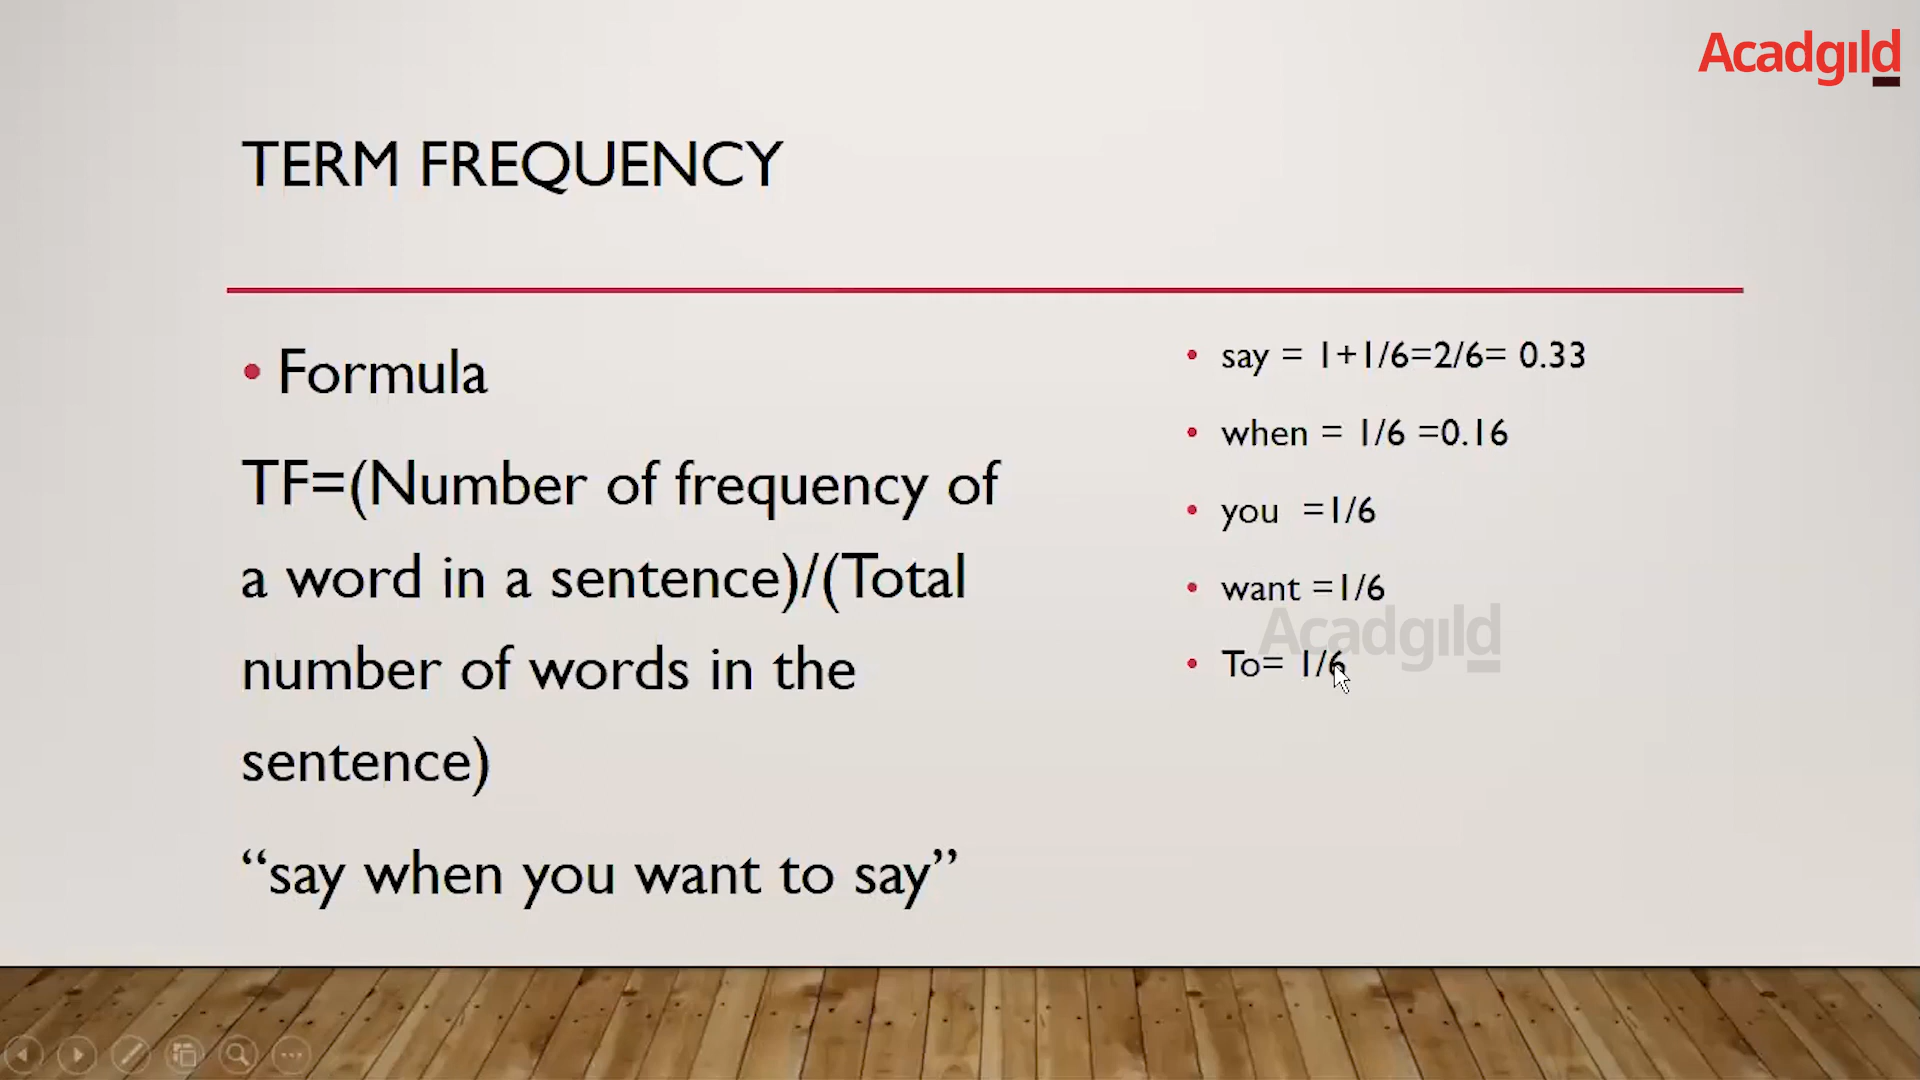 Acadgıld
TERM FREQUENCY
• Formula
TF=(Number of frequency of
a word in a sentence)/(Total
number of words in the
sentence)
“say when you want to say”
• say = 1+1/6=2/6= 0.33
• when = 1/6 =0.16
• you =1/6
• want =1/6
Acadgıld
• To= 1/6